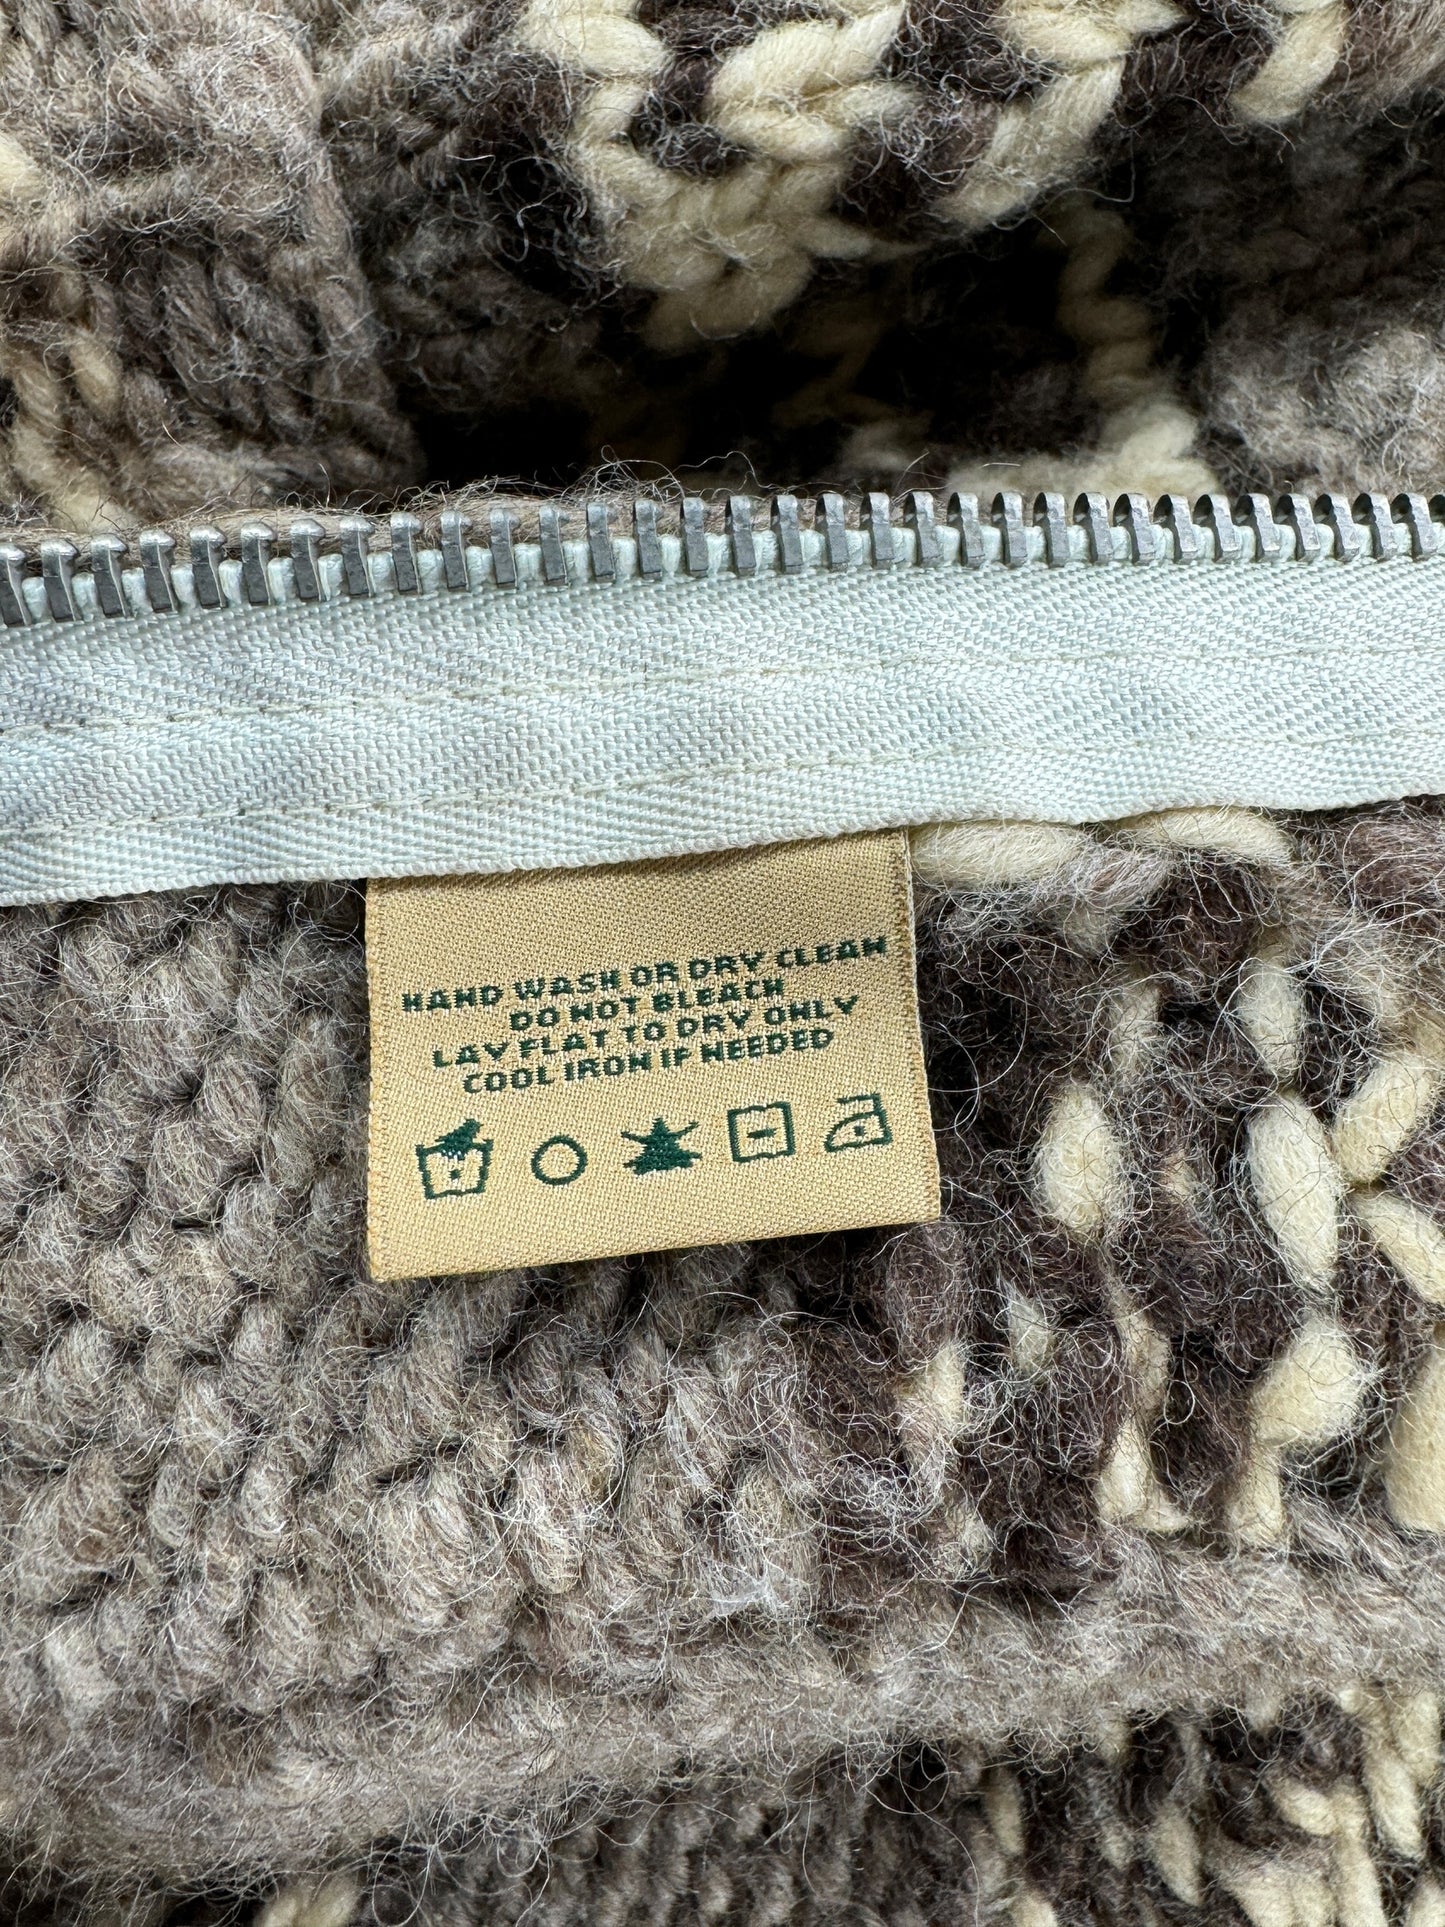 HAND WASH OR DRY CLEAN
DO NOT BLEACH
LAY FLAT TO DRY ONLY
COOL IRON IF NEEDED